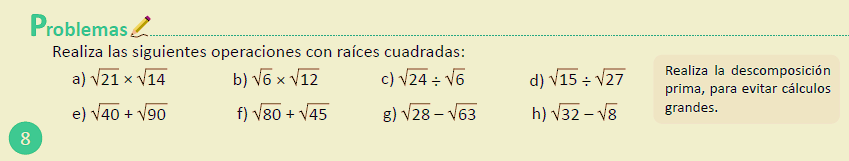 Problemas
Realiza las siguientes operaciones con raíces cuadradas:
a) √21 × √14 b) √6 × √12 c) √24 ÷ √6 d) √15 ÷ √27
e) √40 + √90 f) √80 + √45 g) √28 − √63 h) √32 − √8
Realiza la descomposición
prima, para evitar cálculos
grandes.
8